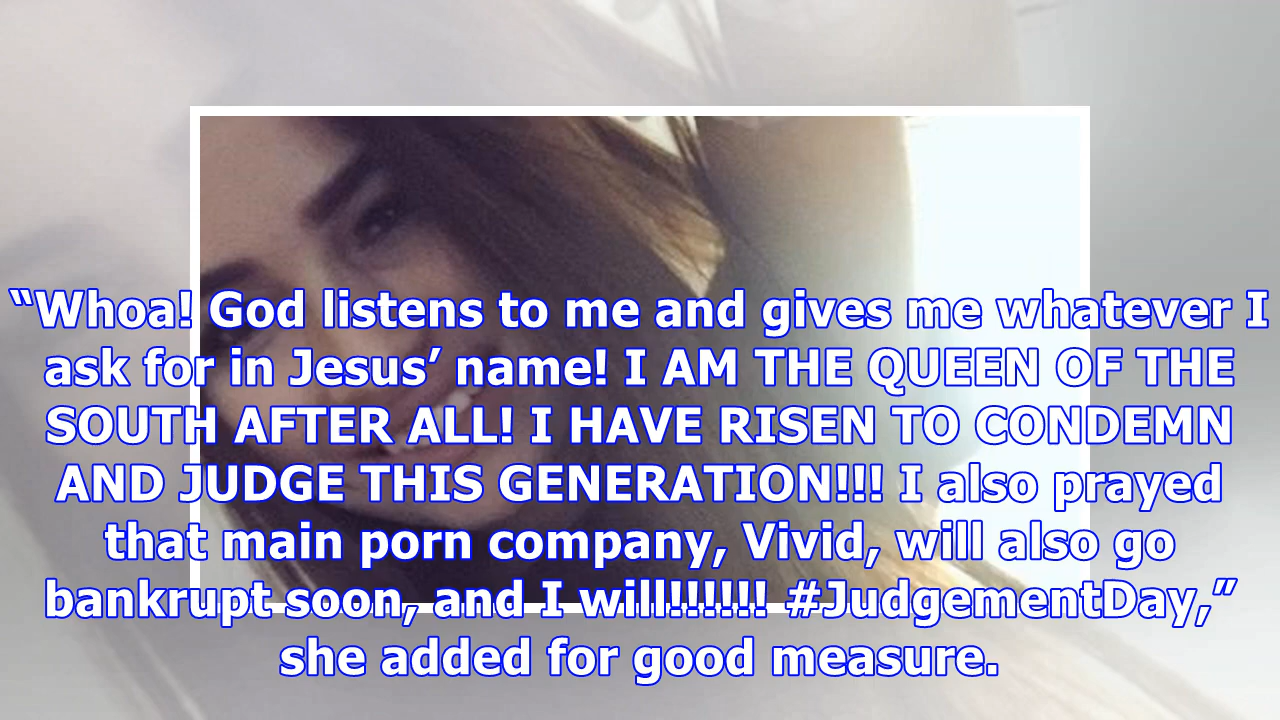 “Whoa! God listens to me and gives me whatever I
ask for in Jesus’ name! I AM THE QUEEN OF THE
SOUTH AFTER ALL! I HAVE RISEN TO CONDEMN
AND JUDGE THIS GENERATION!!! I also prayed
that main porn company, Vivid, will also go
bankrupt soon, and I will!!!!!!! #JudgementDay,”
she added for good measure.